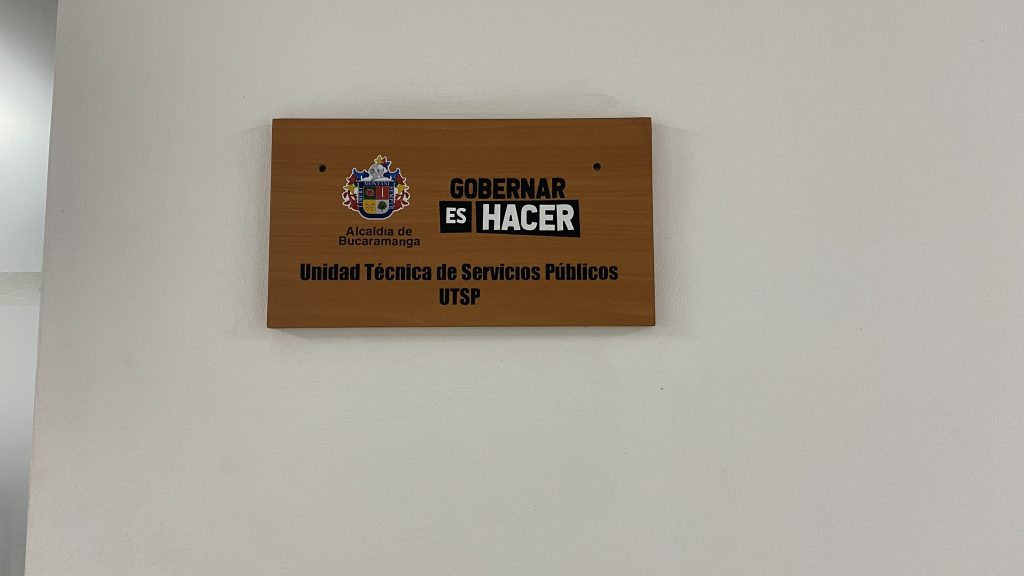 Alcaldía de
Bucaramanga
GOBERNAR
ES HACER
Unidad Técnica de Servicios Públicos
UTSP